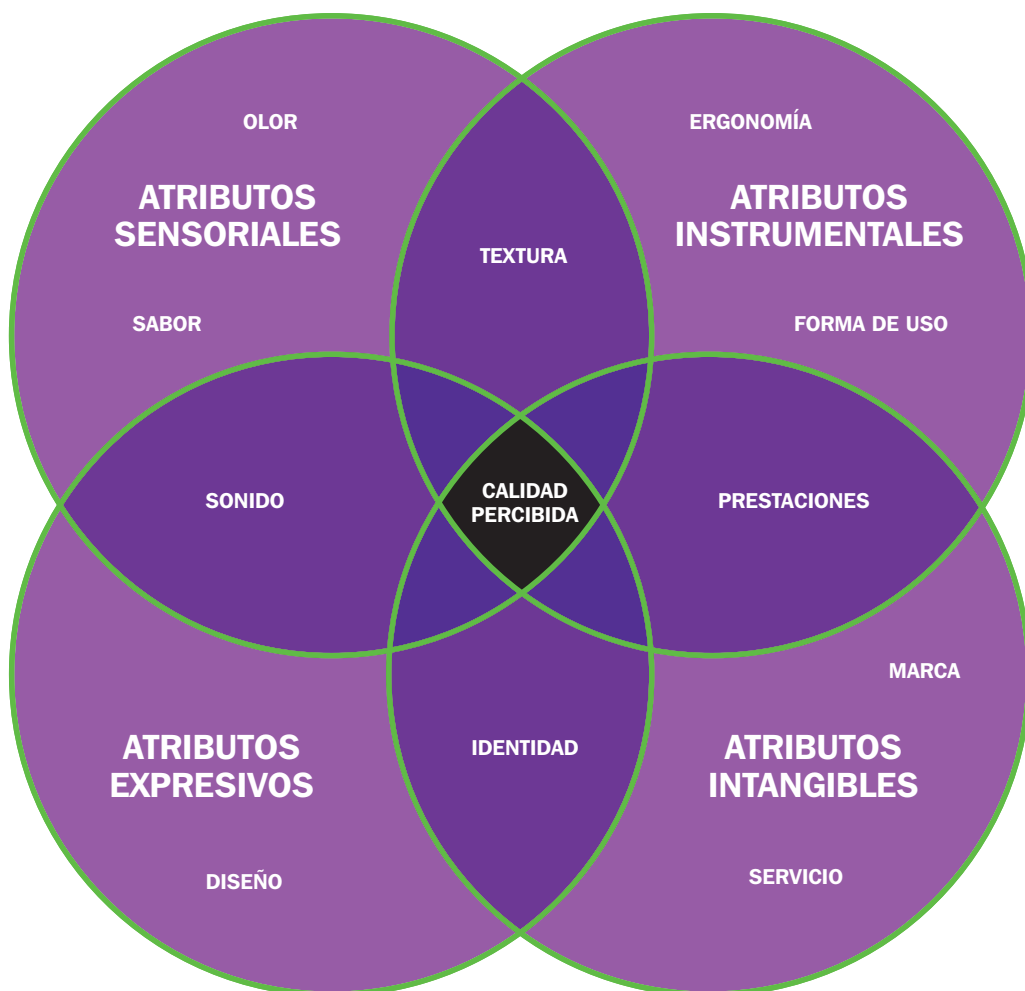 OLOR
ERGONOMÍA
ATRIBUTOS
SENSORIALES
ATRIBUTOS
INSTRUMENTALES
TEXTURA
SABOR
FORMA DE USO
SONIDO
CALIDAD
PERCIBIDA
PRESTACIONES
MARCA
ATRIBUTOS
EXPRESIVOS
IDENTIDAD
ATRIBUTOS
INTANGIBLES
DISEÑO
SERVICIO